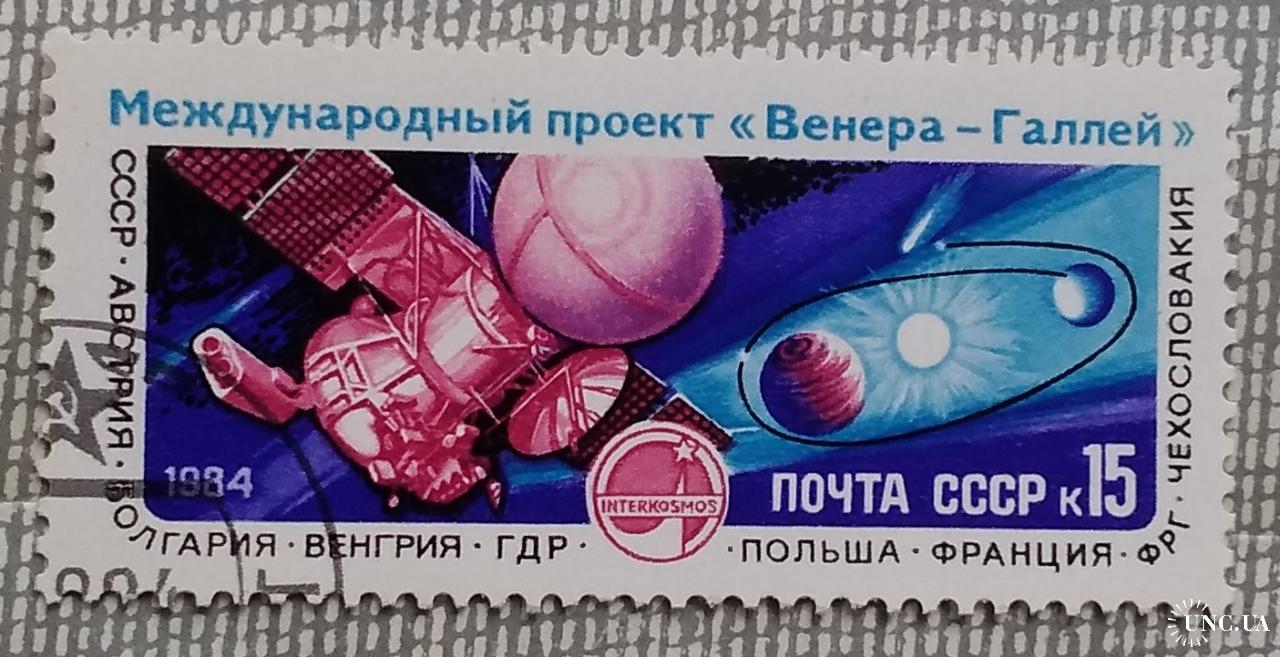 Международный проект «Венера – Галлей»
СССР · АВСТРИЯ · БОЛГАРИЯ · ВЕНГРИЯ · ГДР ·
· ПОЛЬША · ФРАНЦИЯ · ФРГ · ЧЕХОСЛОВАКИЯ
1984
INTERKOSMOS
ПОЧТА СССР к15
UNC.UA